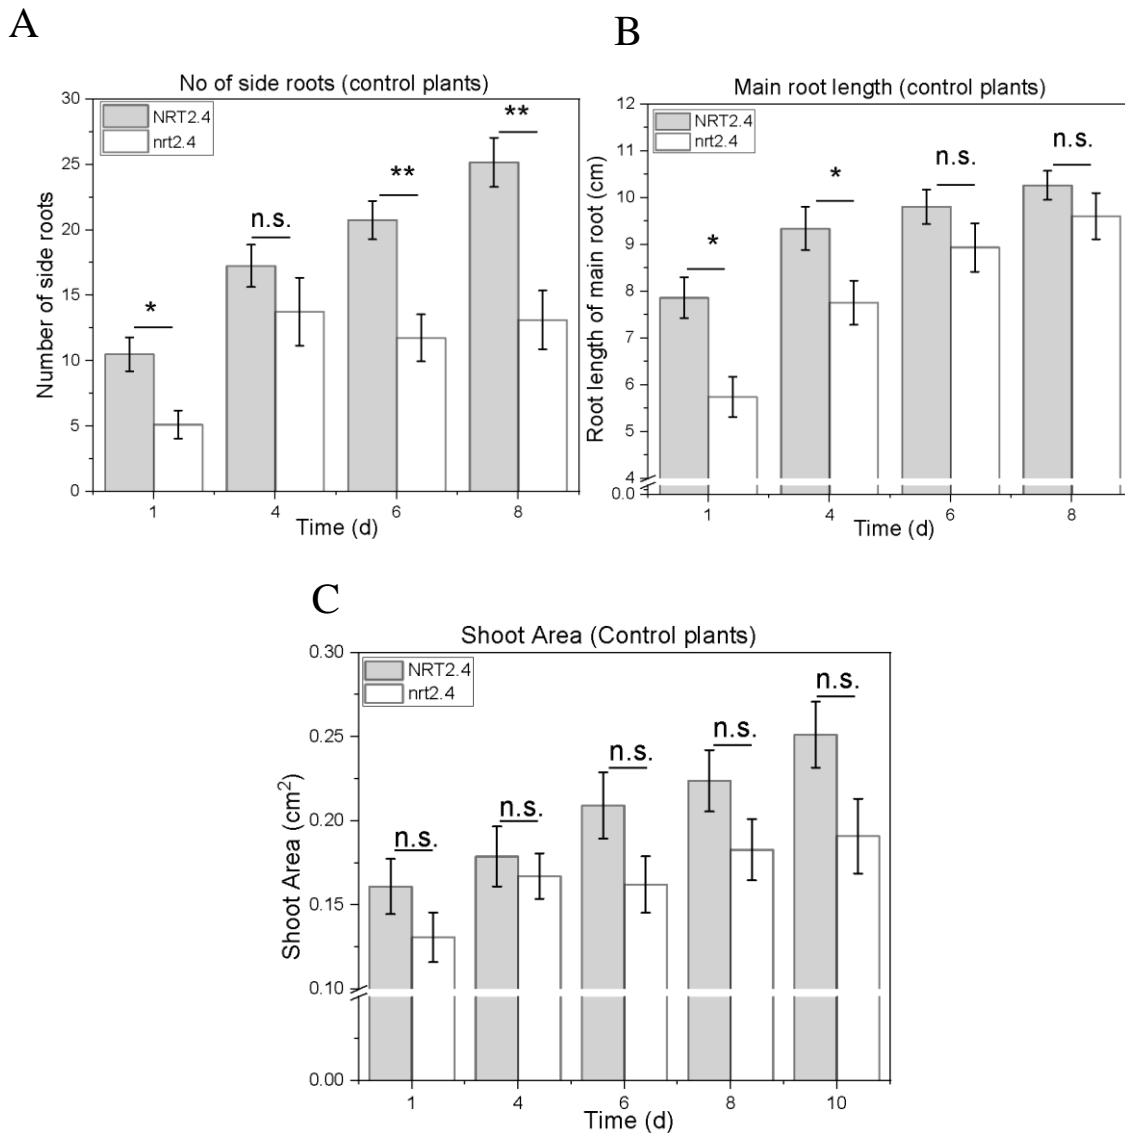 A
No of side roots (control plants)
NRT2.4
nrt2.4
Number of side roots
30
25
20
15
10
5
0
*
n.s.
**
**
1
4
6
8
Time (d)
B
Main root length (control plants)
NRT2.4
nrt2.4
Root length of main root (cm)
12
11
10
9
8
7
6
5
4
0.0
*
*
n.s.
n.s.
1
4
6
8
Time (d)
C
Shoot Area (Control plants)
NRT2.4
nrt2.4
Shoot Area (cm²)
0.30
0.25
0.20
0.15
0.10
0.00
n.s.
n.s.
n.s.
n.s.
n.s.
1
4
6
8
10
Time (d)